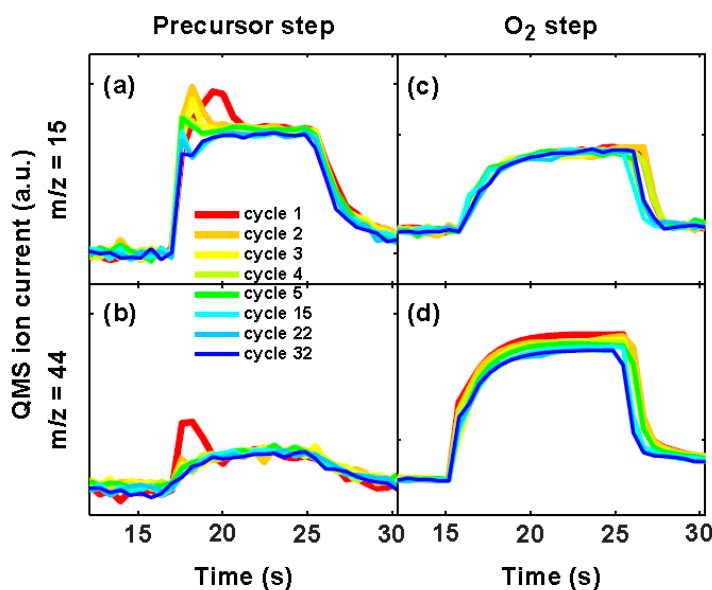 Precursor step
O2 step
QMS ion current (a.u.)
m/z = 15
m/z = 44
(a)
(c)
cycle 1
cycle 2
cycle 3
cycle 4
cycle 5
cycle 15
cycle 22
cycle 32
(b)
(d)
15 20 25 30
15 20 25 30
Time (s)
Time (s)